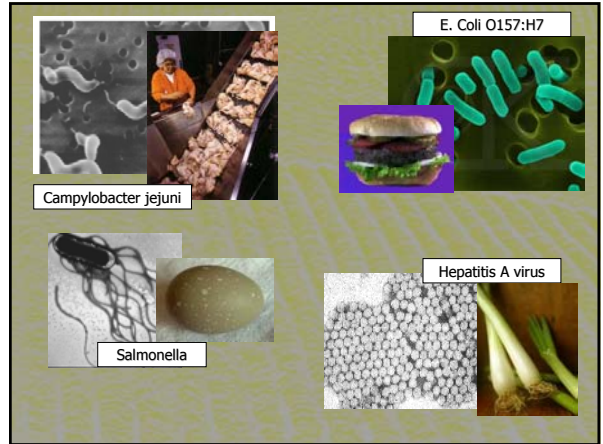 E. Coli O157:H7
Campylobacter jejuni
Hepatitis A virus
Salmonella